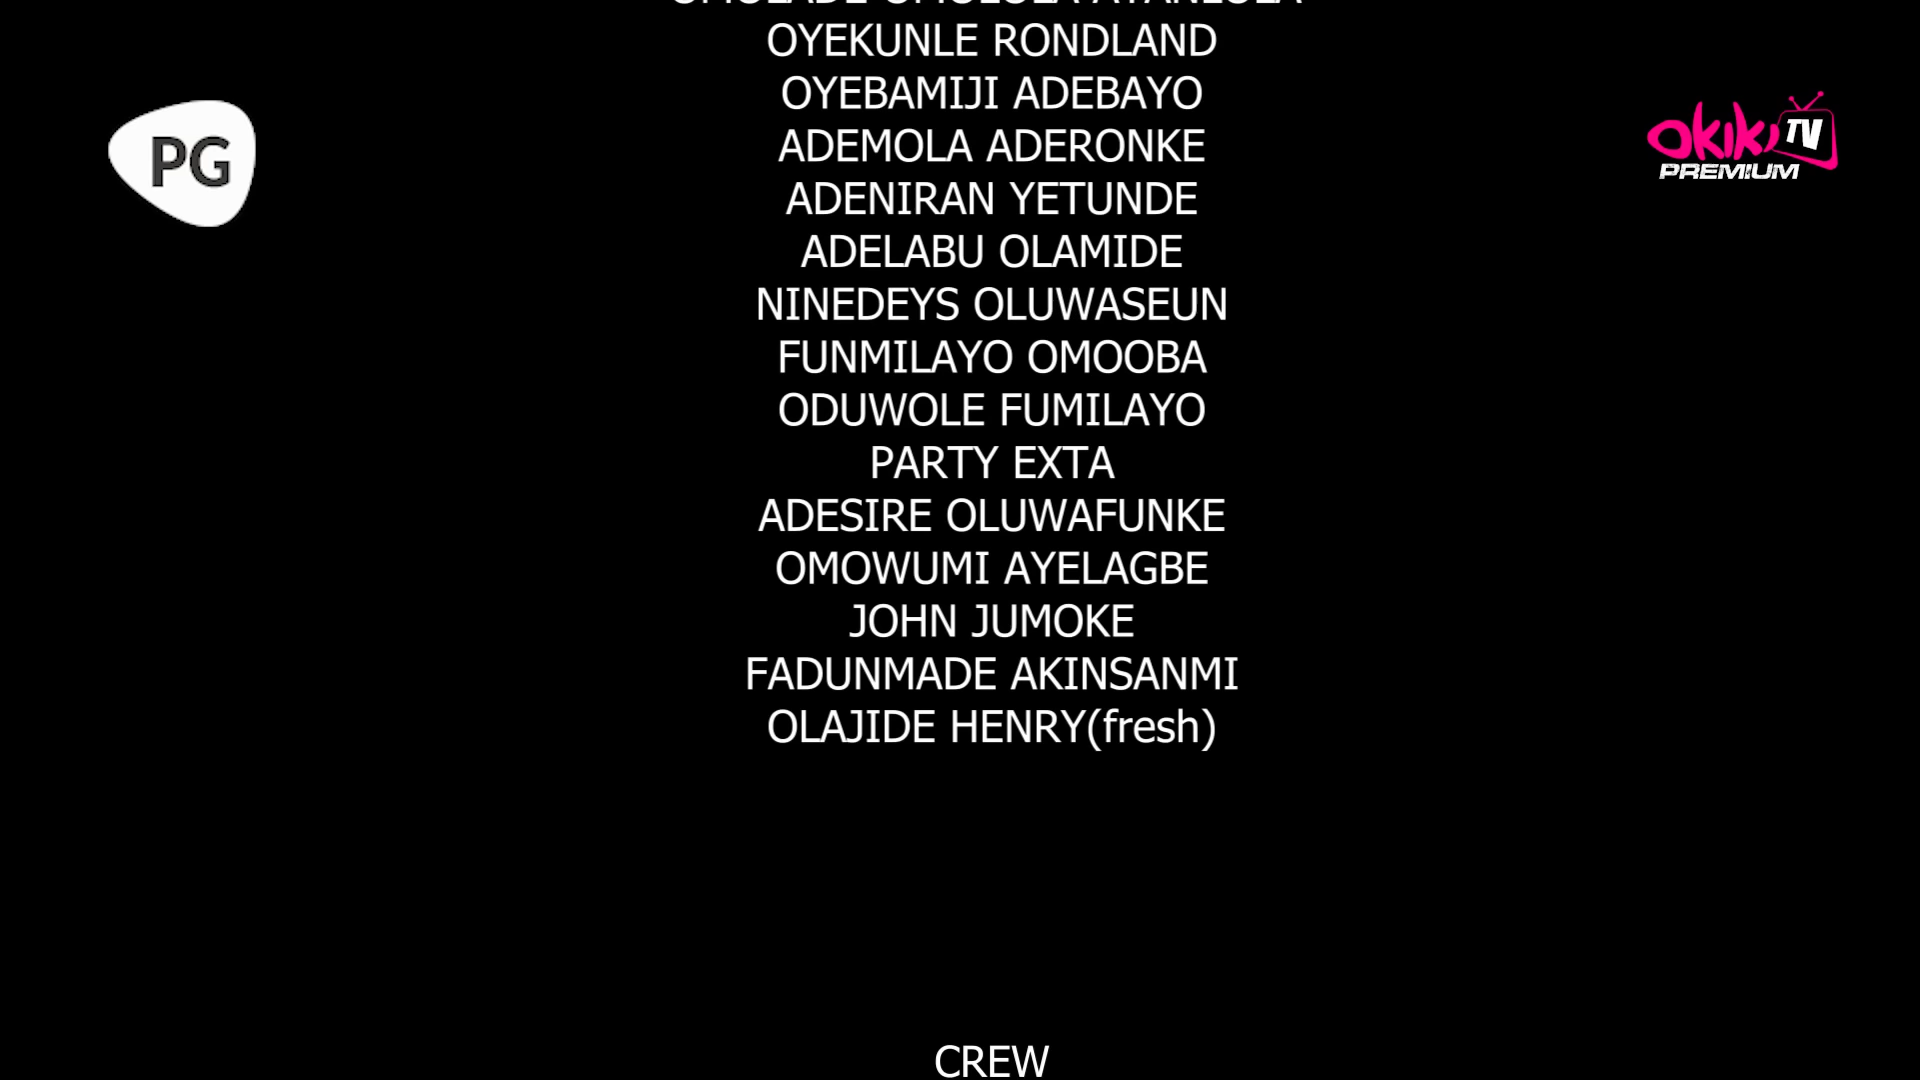 OYEKUNLE RONDLAND
OYEBAMIJI ADEBAYO
ADEMOLA ADERONKE
ADENIRAN YETUNDE
ADELABU OLAMIDE
NINEDEYS OLUWASEUN
FUNMILAYO OMOOBA
ODUWOLE FUMILAYO
PARTY EXTA
ADESIRE OLUWAFUNKE
OMOWUMI AYELAGBE
JOHN JUMOKE
FADUNMADE AKINSANMI
OLAJIDE HENRY(fresh)
CREW
PG
OKIKI TV
PREMIUM